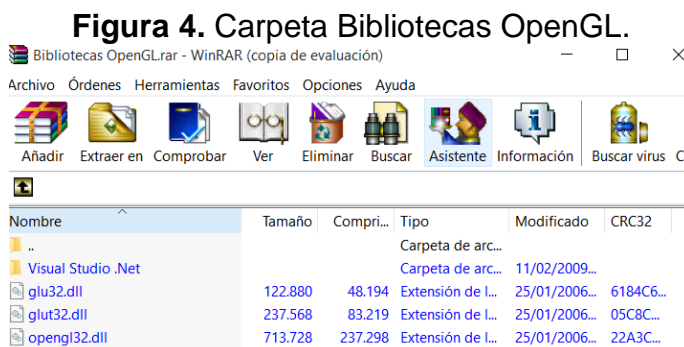 Figura 4. Carpeta Bibliotecas OpenGL.
Bibliotecas OpenGL.rar - WinRAR (copia de evaluación)
Archivo Órdenes Herramientas Favoritos Opciones Ayuda
Añadir Extraer en Comprobar Ver Eliminar Buscar Asistente Información Buscar virus C
Nombre Tamaño Compri... Tipo Modificado CRC32
.. Carpeta de arc...
Visual Studio .Net Carpeta de arc... 11/02/2009...
glu32.dll 122.880 48.194 Extensión de l... 25/01/2006... 6184C6...
glut32.dll 237.568 83.219 Extensión de l... 25/01/2006... 05C8C...
opengl32.dll 713.728 237.298 Extensión de l... 25/01/2006... 22A3C...